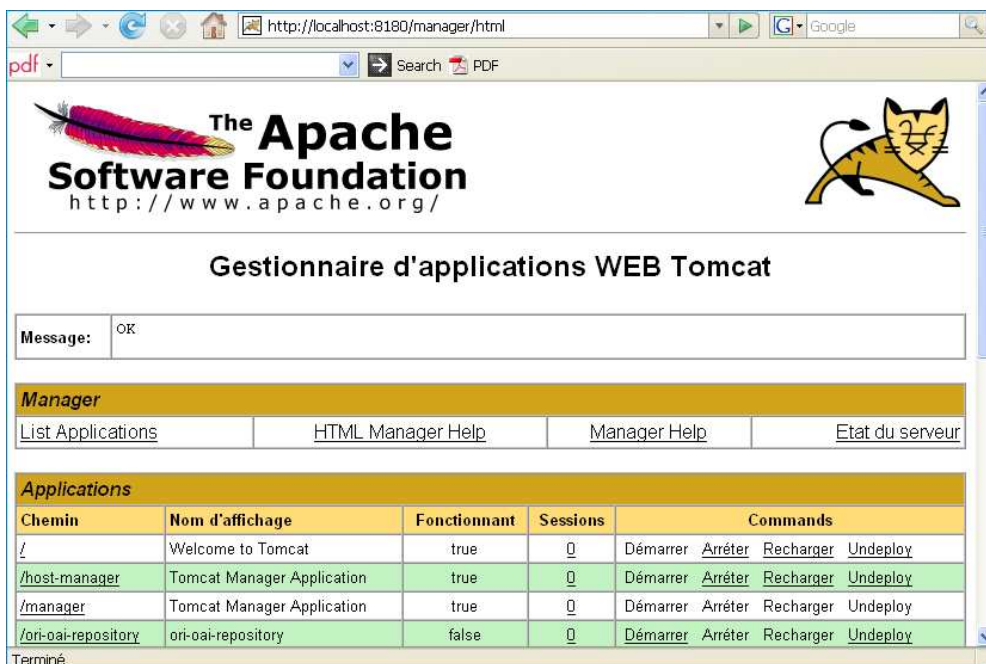 http://localhost:8180/manager/html
G Google
pdf Search PDF
The Apache
Software Foundation
http://www.apache.org/
Gestionnaire d'applications WEB Tomcat
Message: OK
Manager
List Applications HTML Manager Help Manager Help Etat du serveur
Applications
Chemin Nom d'affichage Fonctionnant Sessions Commands
/ Welcome to Tomcat true 0 Démarrer Arréter Recharger Undeploy
/host-manager Tomcat Manager Application true 0 Démarrer Arréter Recharger Undeploy
/manager Tomcat Manager Application true 0 Démarrer Arréter Recharger Undeploy
/ori-oai-repository ori-oai-repository false 0 Démarrer Arréter Recharger Undeploy
Terminé